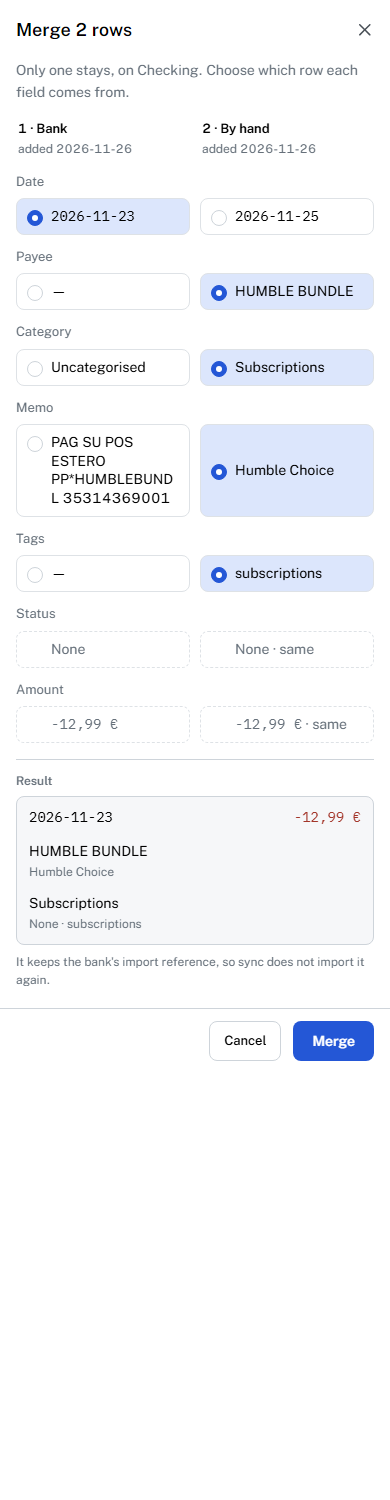 Merge 2 rows
Only one stays, on Checking. Choose which row each
field comes from.
1 · Bank
added 2026-11-26
2 · By hand
added 2026-11-26
Date
2026-11-23
2026-11-25
Payee
—
HUMBLE BUNDLE
Category
Uncategorised
Subscriptions
Memo
PAG SU POS
ESTERO
PP*HUMBLEBUND
L 35314369001
Humble Choice
Tags
—
subscriptions
Status
None
None · same
Amount
-12,99 €
-12,99 € · same
Result
2026-11-23
-12,99 €
HUMBLE BUNDLE
Humble Choice
Subscriptions
None · subscriptions
It keeps the bank's import reference, so sync does not import it
again.
Cancel
Merge